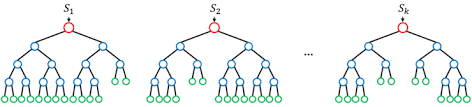 S₁ S₂ ... Sₖ